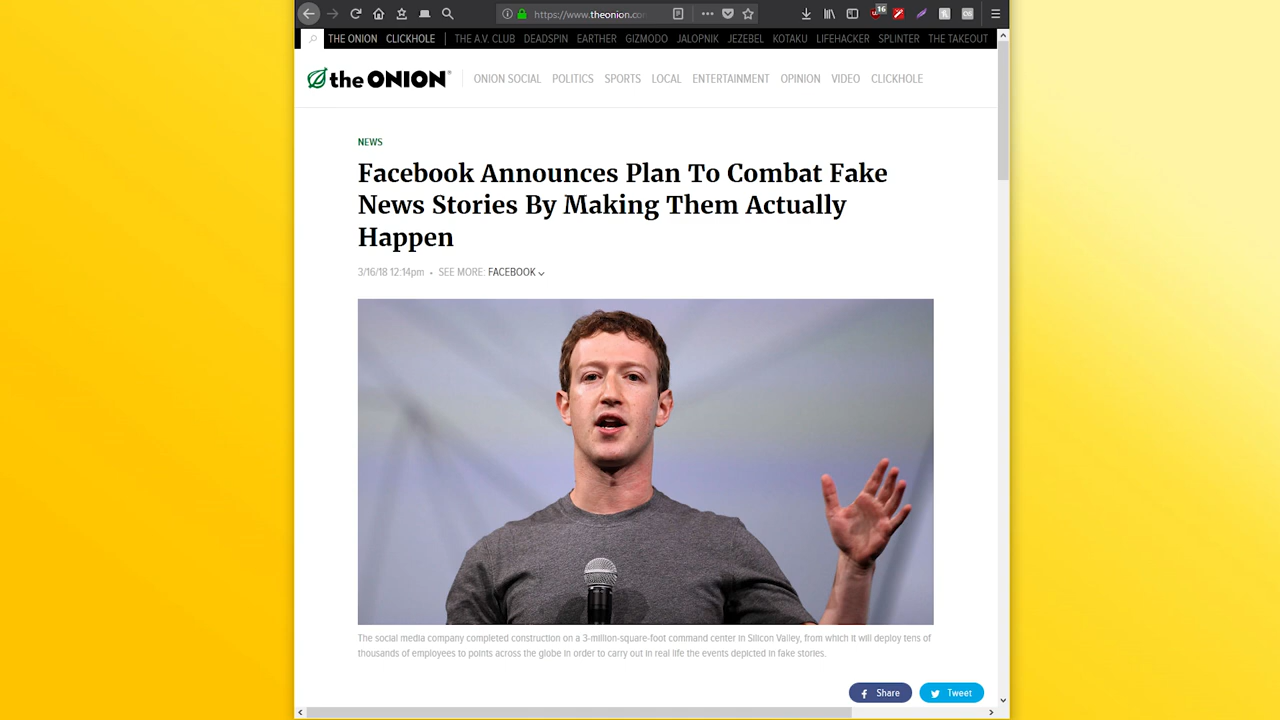 https://www.theonion.co
16
THE ONION CLICKHOLE THE A.V. CLUB DEADSPIN EARTHER GIZMODO JALOPNIK JEZEBEL KOTAKU LIFEHACKER SPLINTER THE TAKEOUT
the ONION ONION SOCIAL POLITICS SPORTS LOCAL ENTERTAINMENT OPINION VIDEO CLICKHOLE
NEWS
Facebook Announces Plan To Combat Fake
News Stories By Making Them Actually
Happen
3/16/18 12:14pm • SEE MORE: FACEBOOK
The social media company completed construction on a 3-million-square-foot command center in Silicon Valley, from which it will deploy tens of
thousands of employees to points across the globe in order to carry out in real life the events depicted in fake stories.
Share Tweet